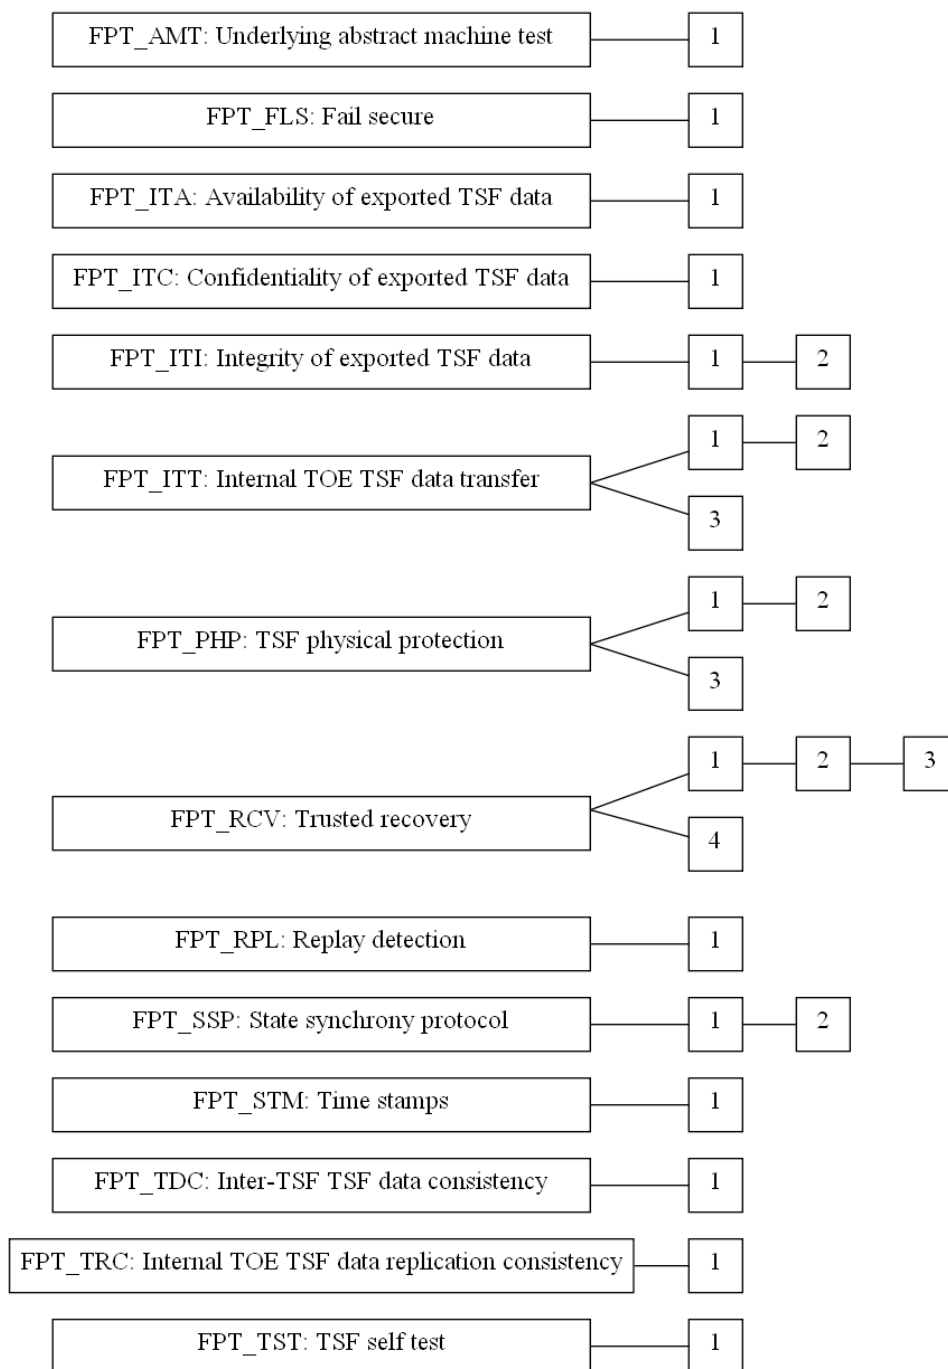 FPT_AMT: Underlying abstract machine test 1
FPT_FLS: Fail secure 1
FPT_ITA: Availability of exported TSF data 1
FPT_ITC: Confidentiality of exported TSF data 1
FPT_ITI: Integrity of exported TSF data 1 2
1 2
FPT_ITT: Internal TOE TSF data transfer
3
1 2
FPT_PHP: TSF physical protection
3
1 2 3
FPT_RCV: Trusted recovery
4
FPT_RPL: Replay detection 1
FPT_SSP: State synchrony protocol 1 2
FPT_STM: Time stamps 1
FPT_TDC: Inter-TSF TSF data consistency 1
FPT_TRC: Internal TOE TSF data replication consistency 1
FPT_TST: TSF self test 1